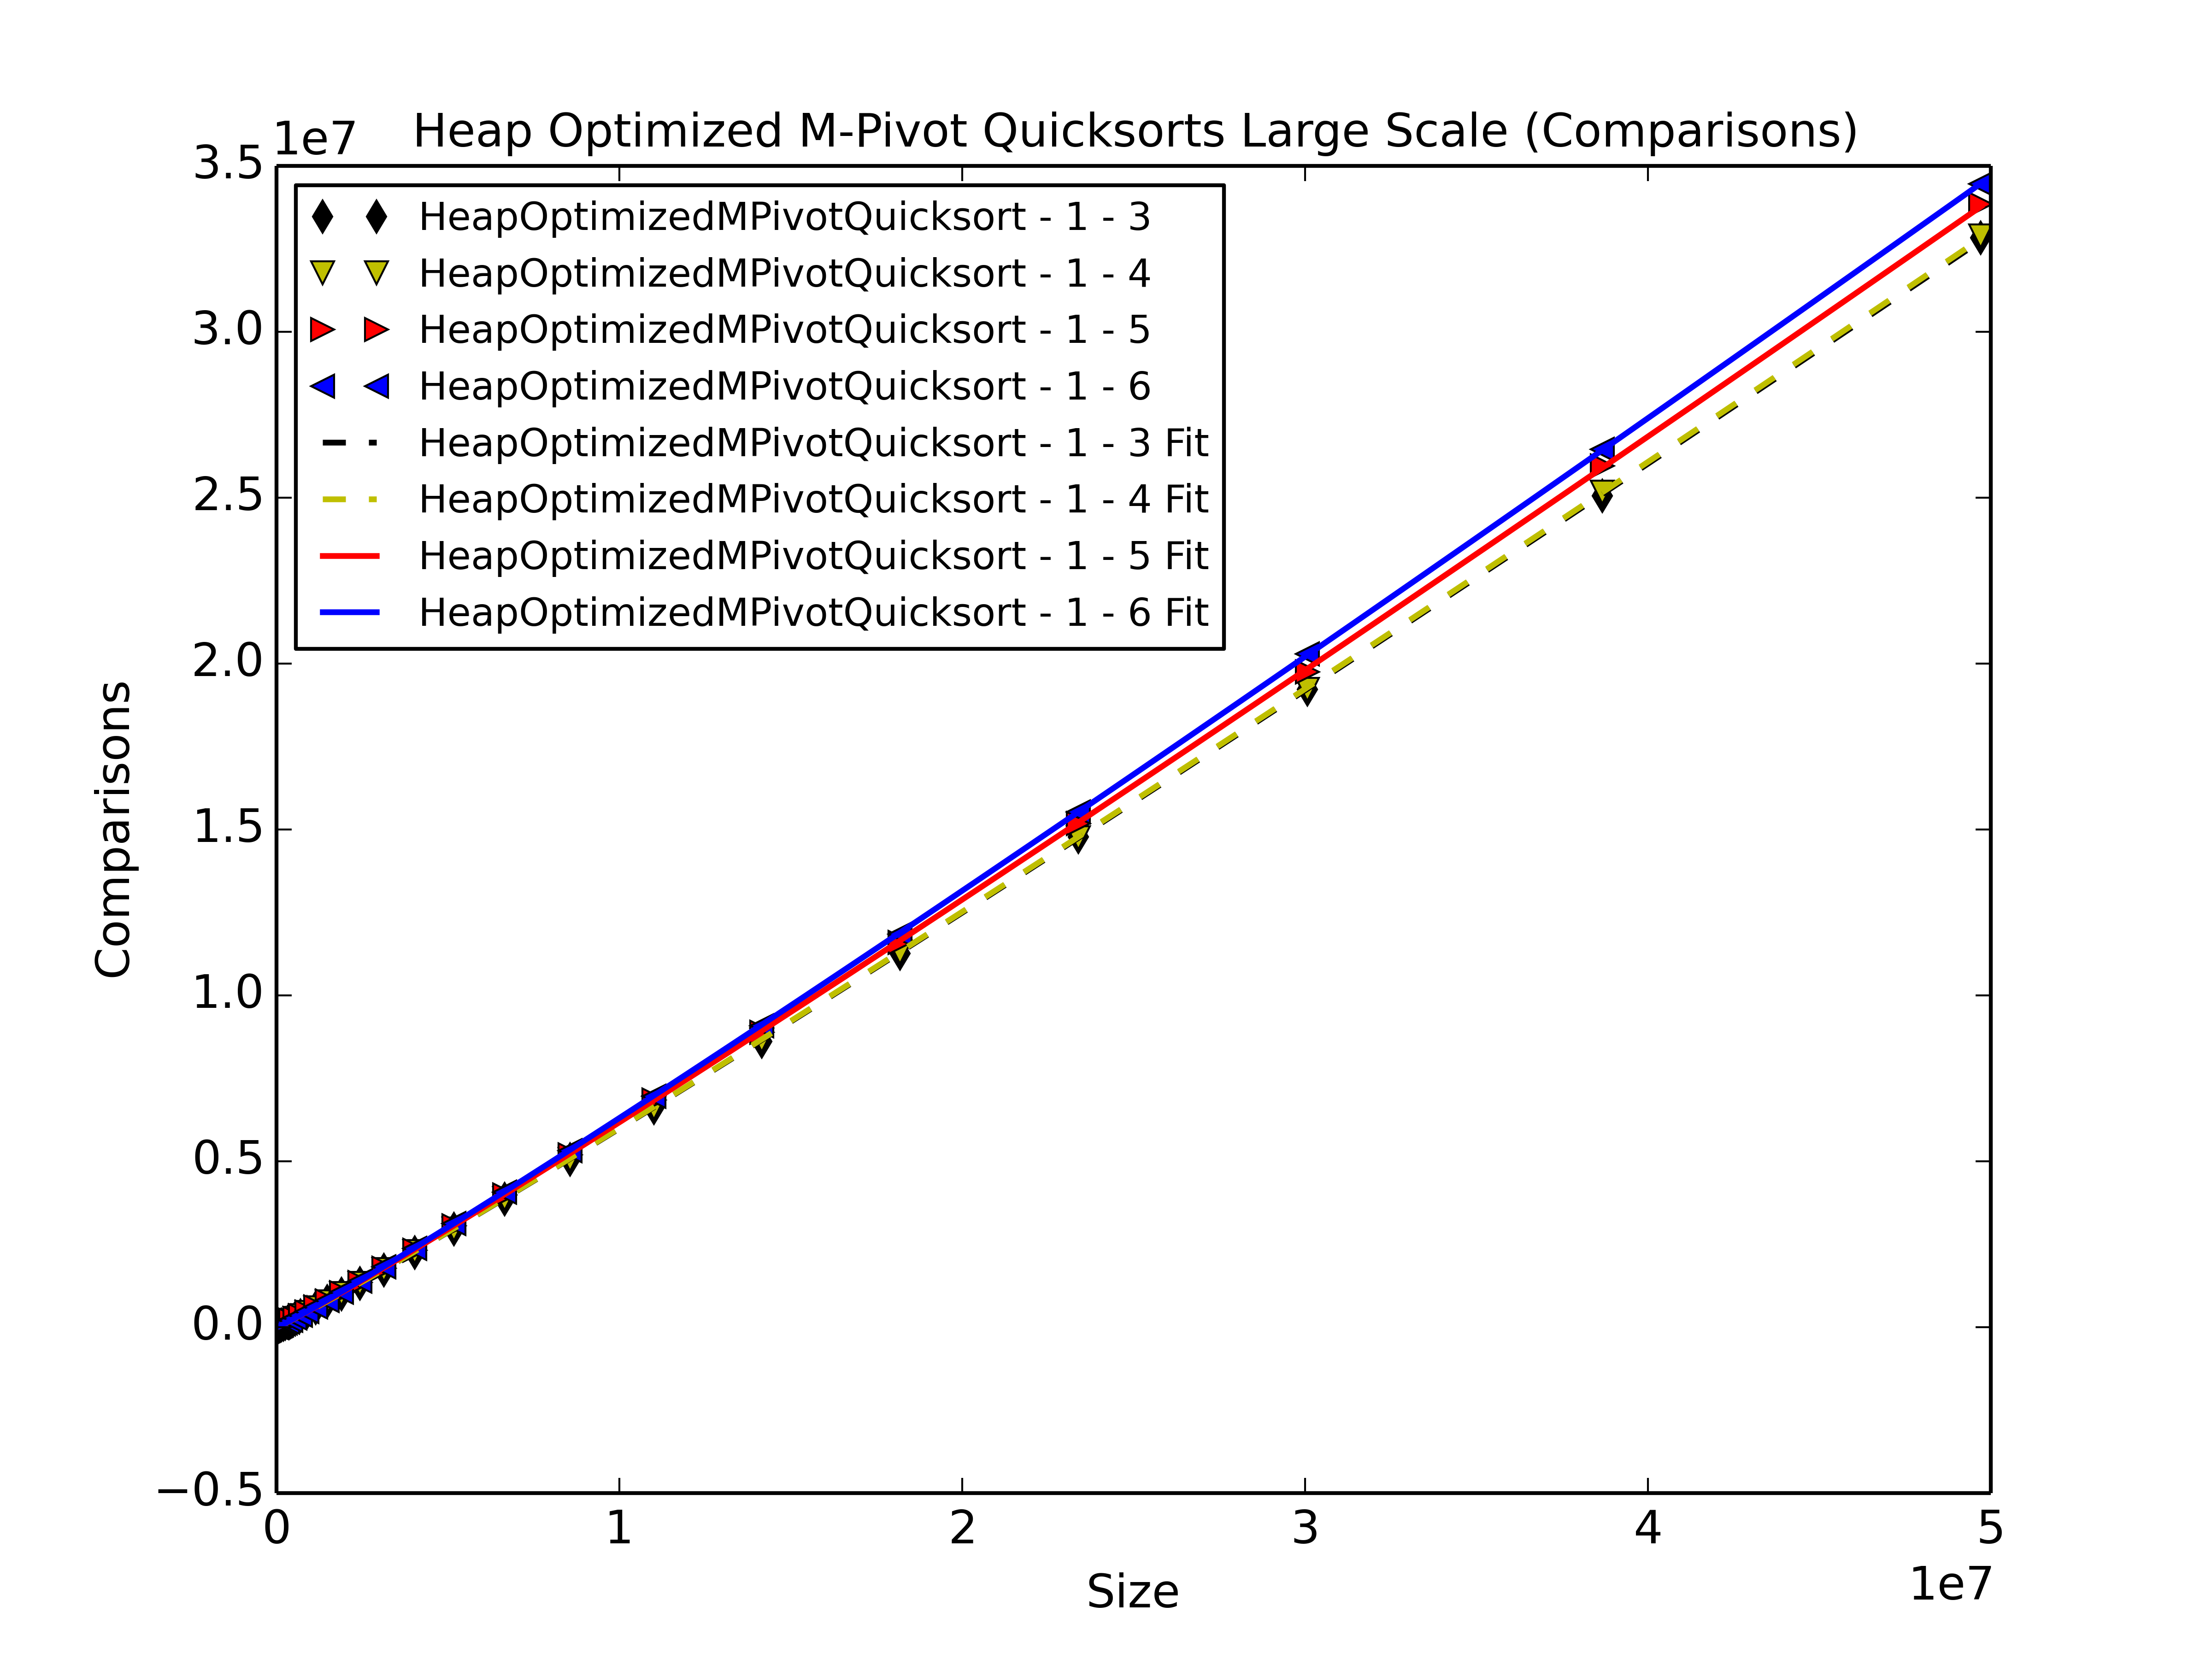 Heap Optimized M-Pivot Quicksorts Large Scale (Comparisons)
1e7
3.5
3.0
2.5
2.0
1.5
1.0
0.5
0.0
−0.5
Comparisons
HeapOptimizedMPivotQuicksort - 1 - 3
HeapOptimizedMPivotQuicksort - 1 - 4
HeapOptimizedMPivotQuicksort - 1 - 5
HeapOptimizedMPivotQuicksort - 1 - 6
HeapOptimizedMPivotQuicksort - 1 - 3 Fit
HeapOptimizedMPivotQuicksort - 1 - 4 Fit
HeapOptimizedMPivotQuicksort - 1 - 5 Fit
HeapOptimizedMPivotQuicksort - 1 - 6 Fit
0 1 2 3 4 5
Size
1e7